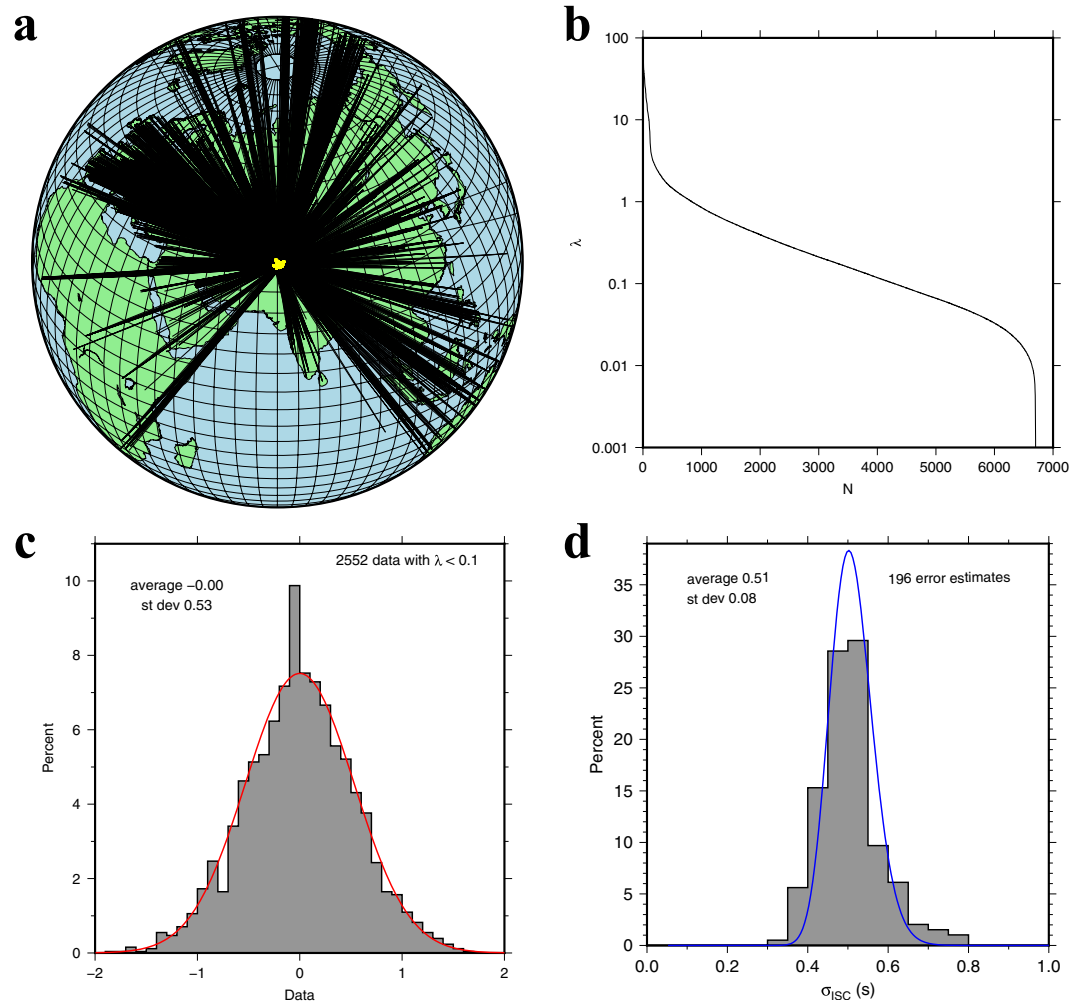 a
b
100
10
1
0.1
0.01
0.001
λ
0 1000 2000 3000 4000 5000 6000 7000
N
c
2552 data with λ < 0.1
average −0.00
st dev 0.53
10
8
6
4
2
0
Percent
−2 −1 0 1 2
Data
d
average 0.51
st dev 0.08
196 error estimates
35
30
25
20
15
10
5
0
Percent
0.0 0.2 0.4 0.6 0.8 1.0
σISC (s)